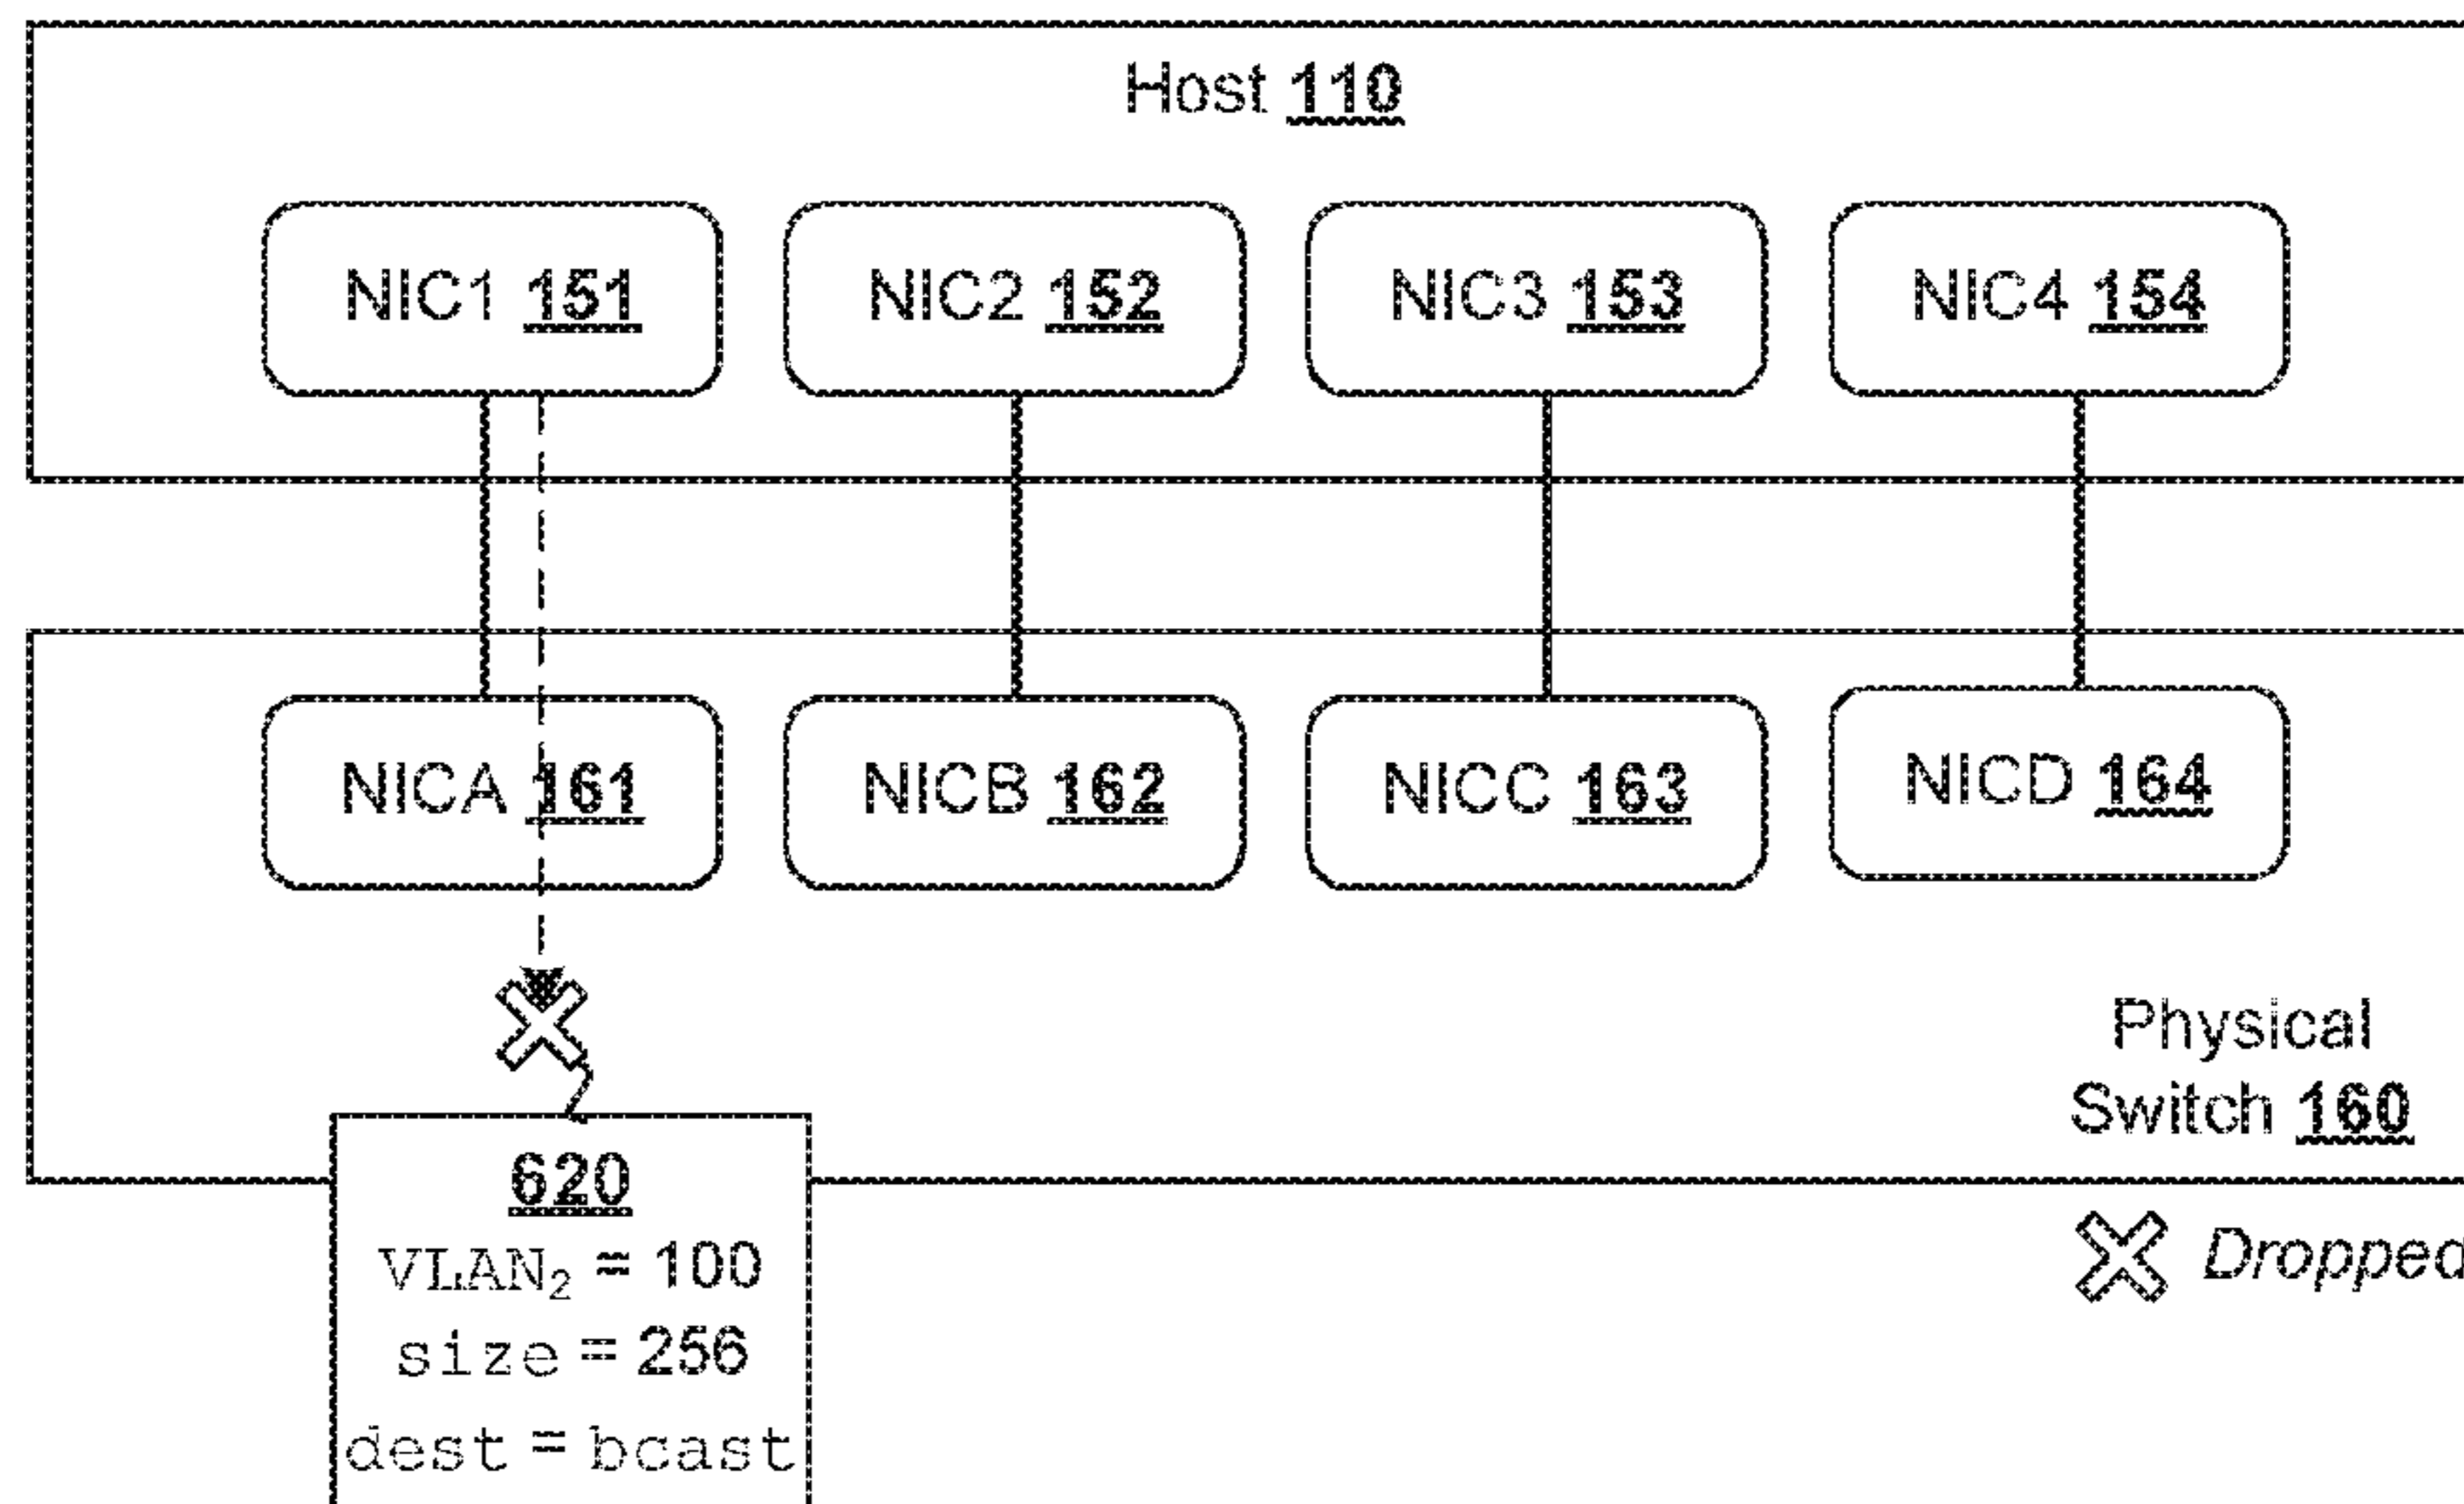 Host 110
NIC1 151
NIC2 152
NIC3 153
NIC4 154
NICA 161
NICB 162
NICC 163
NICD 164
Physical
Switch 160
620
VLAN₂ = 100
size = 256
dest = bcast
Dropped